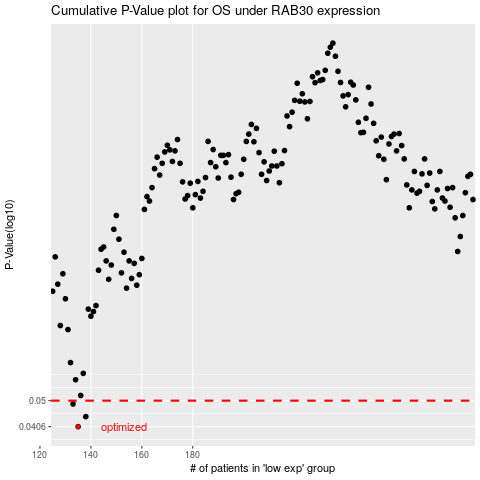 Cumulative P-Value plot for OS under RAB30 expression
P-Value(log10)
0.05
0.0406
optimized
120 140 160 180
# of patients in 'low exp' group